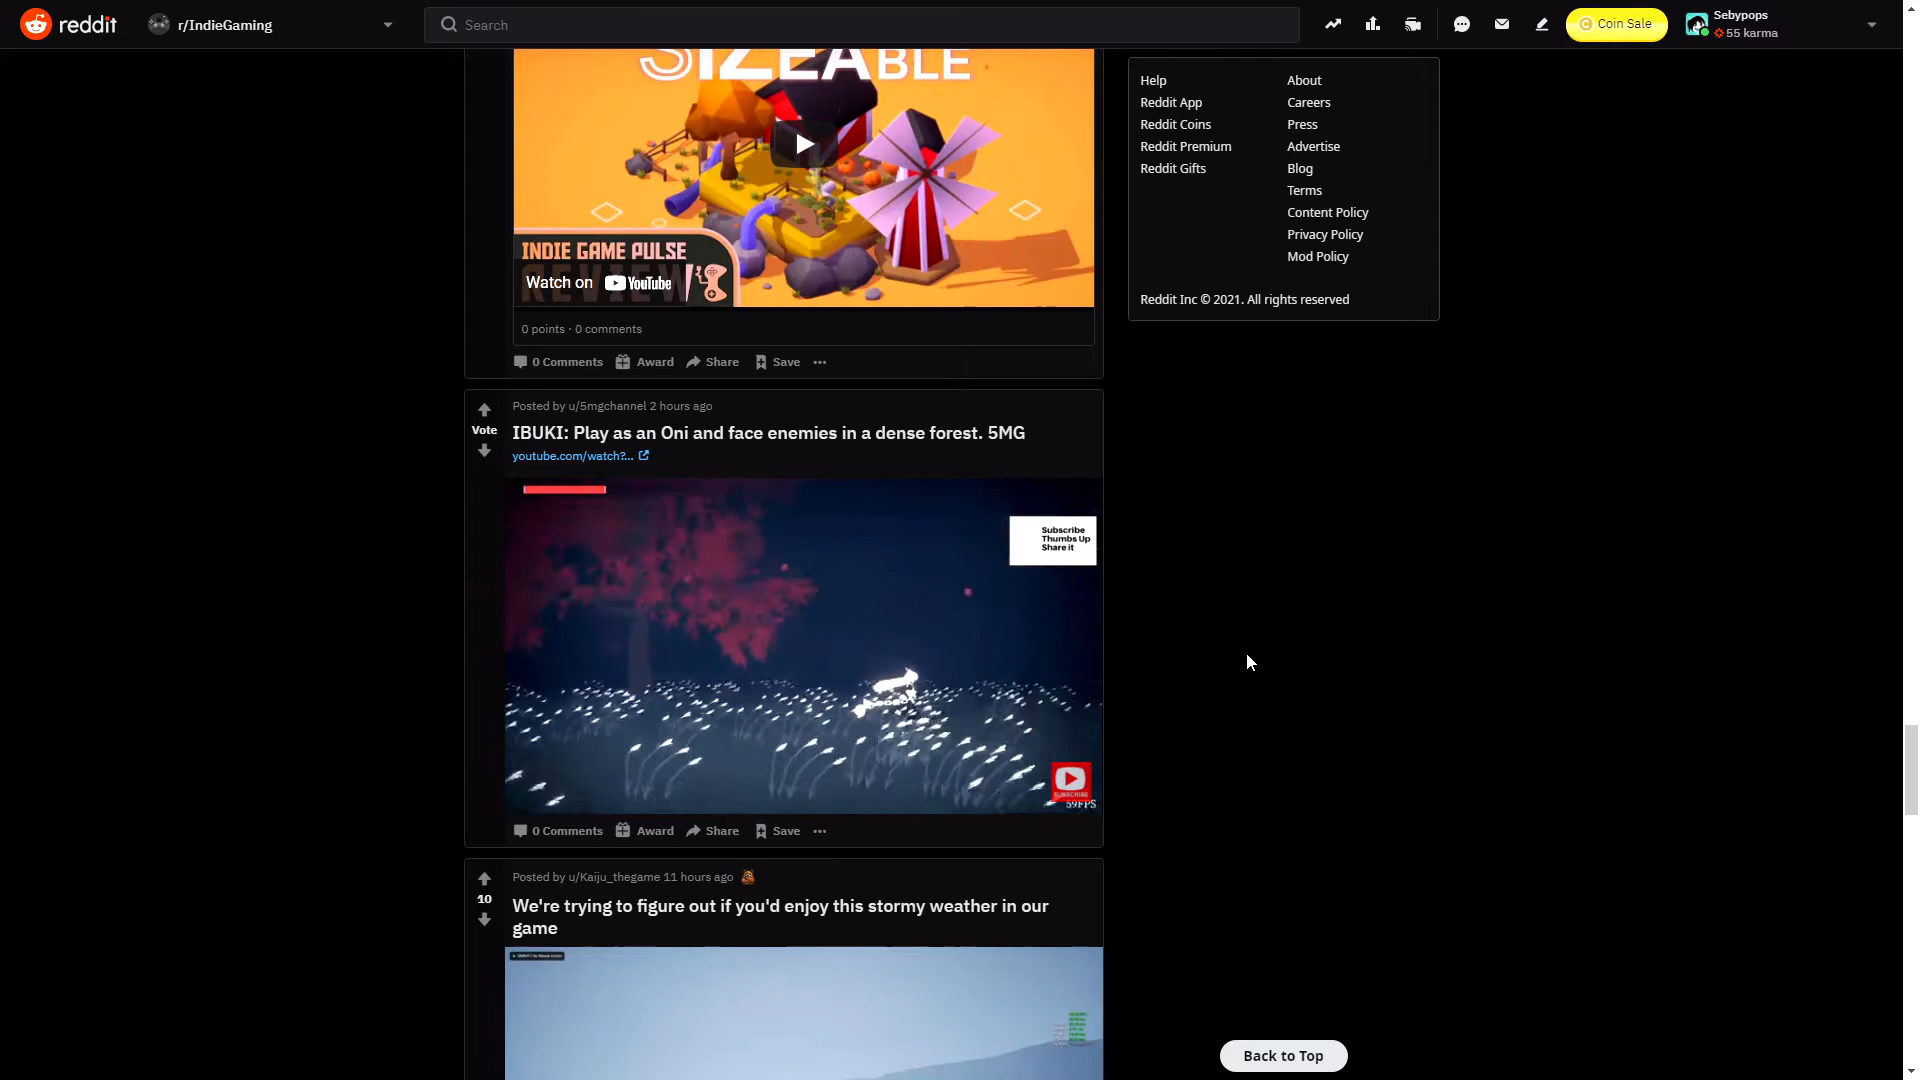 reddit
r/IndieGaming
Search
Coin Sale
Sebypops
55 karma
SIZEABLE
INDIE GAME PULSE
REVIEW
Watch on YouTube
0 points · 0 comments
0 Comments
Award
Share
Save
Help
Reddit App
Reddit Coins
Reddit Premium
Reddit Gifts
About
Careers
Press
Advertise
Blog
Terms
Content Policy
Privacy Policy
Mod Policy
Reddit Inc © 2021. All rights reserved
Vote
Posted by u/5mgchannel 2 hours ago
IBUKI: Play as an Oni and face enemies in a dense forest. 5MG
youtube.com/watch?...
Subscribe
Thumbs Up
Share it
SUBSCRIBE
59FPS
0 Comments
Award
Share
Save
10
Posted by u/Kaiju_thegame 11 hours ago
We're trying to figure out if you'd enjoy this stormy weather in our
game
Back to Top